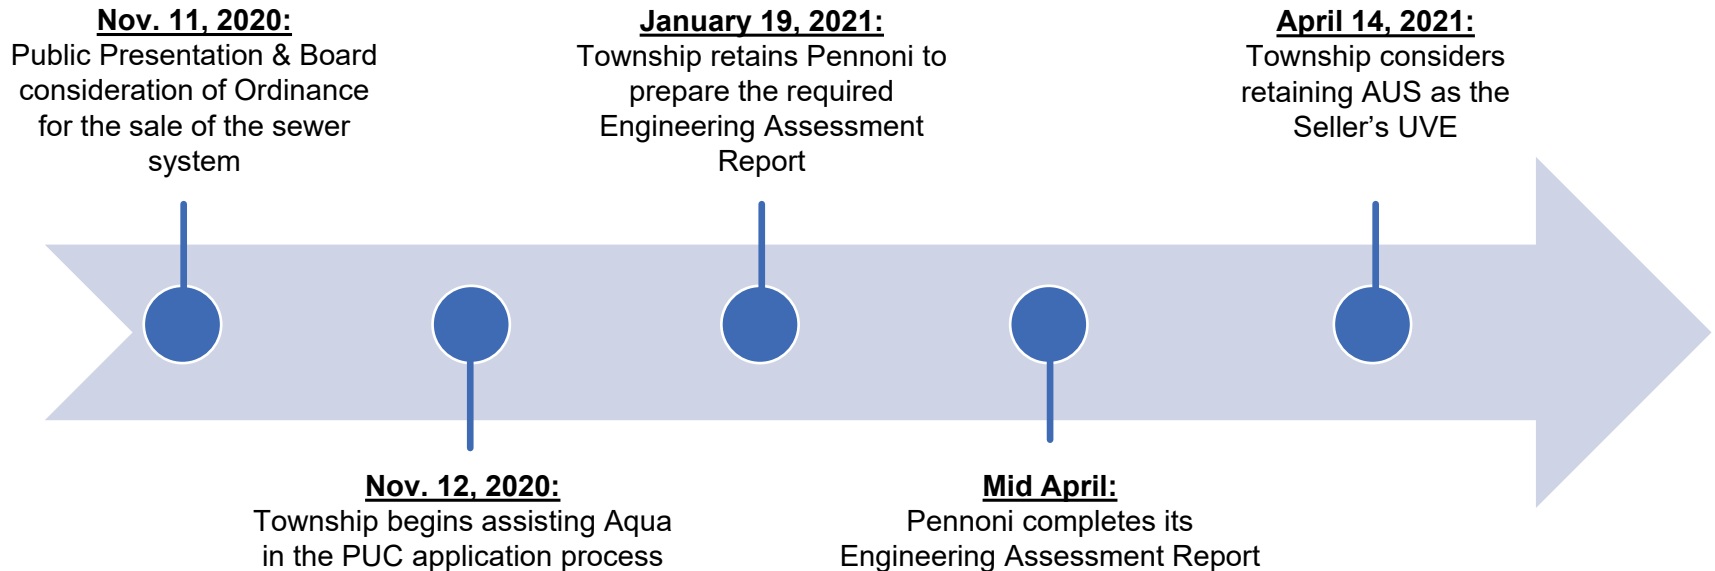 Nov. 11, 2020:
Public Presentation & Board
consideration of Ordinance
for the sale of the sewer
system
Nov. 12, 2020:
Township begins assisting Aqua
in the PUC application process
January 19, 2021:
Township retains Pennoni to
prepare the required
Engineering Assessment
Report
Mid April:
Pennoni completes its
Engineering Assessment Report
April 14, 2021:
Township considers
retaining AUS as the
Seller’s UVE